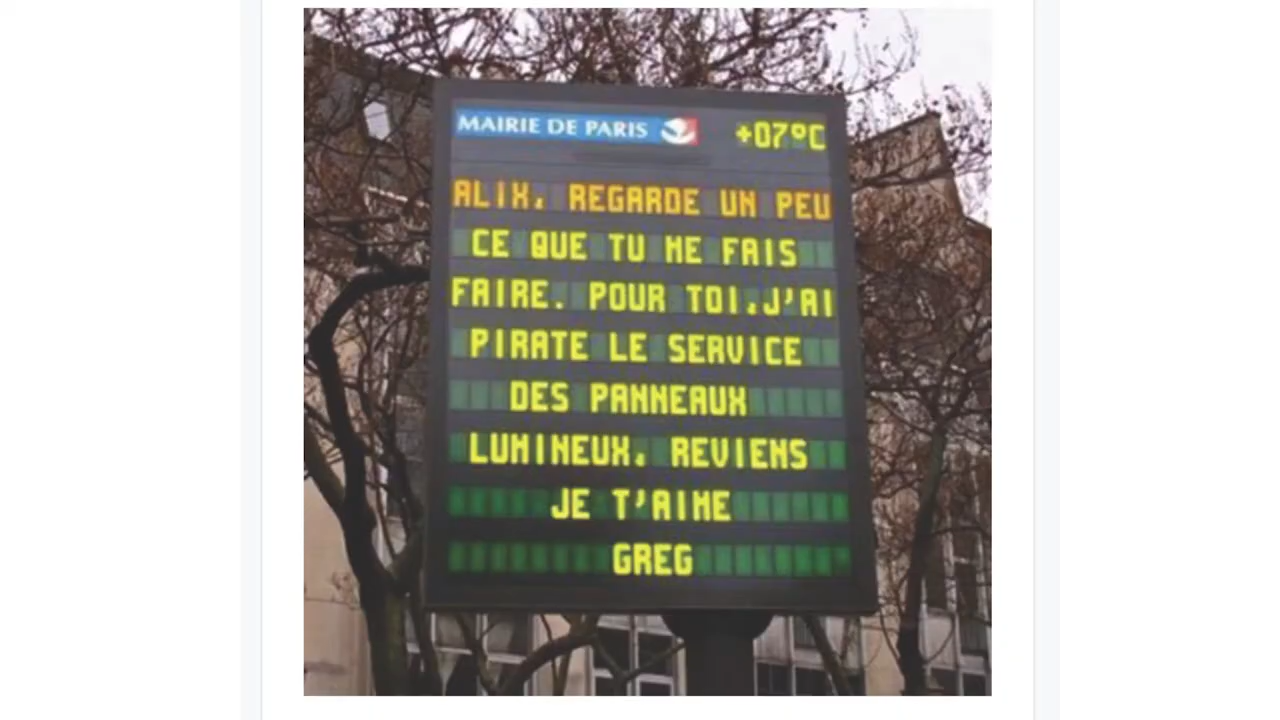 MAIRIE DE PARIS +07°C
ALIX. REGARDE UN PEU
CE QUE TU ME FAIS
FAIRE. POUR TOI.J'AI
PIRATE LE SERVICE
DES PANNEAUX
LUMINEUX. REVIENS
JE T'AIME
GREG